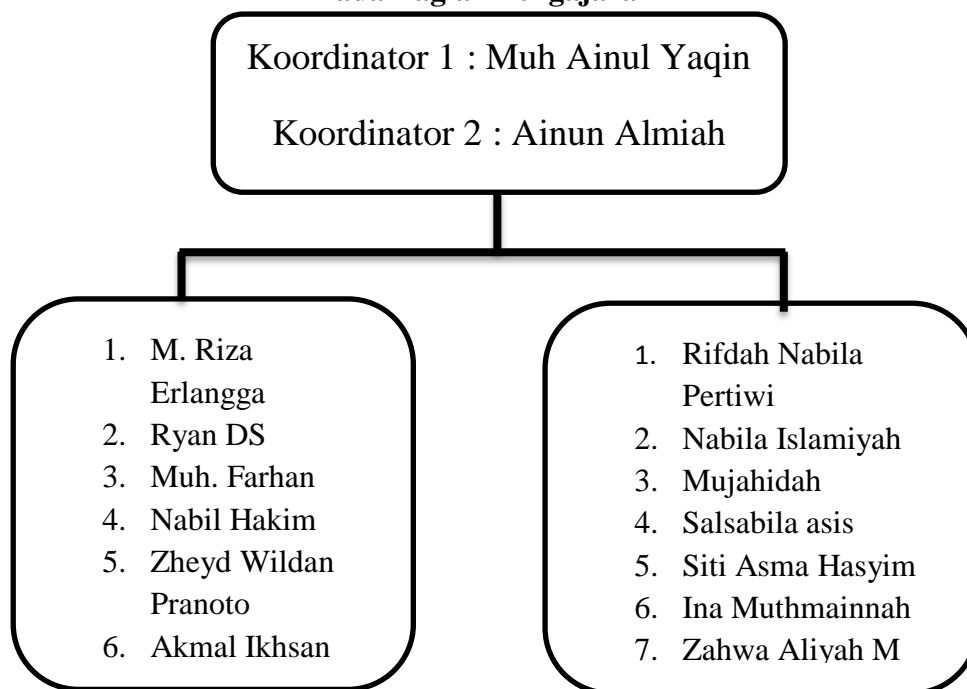 Koordinator 1 : Muh Ainul Yaqin
Koordinator 2 : Ainun Almiah
1. M. Riza
Erlangga
2. Ryan DS
3. Muh. Farhan
4. Nabil Hakim
5. Zheyd Wildan
Pranoto
6. Akmal Ikhsan
1. Rifdah Nabila
Pertiwi
2. Nabila Islamiyah
3. Mujahidah
4. Salsabila asis
5. Siti Asma Hasyim
6. Ina Muthmainnah
7. Zahwa Aliyah M